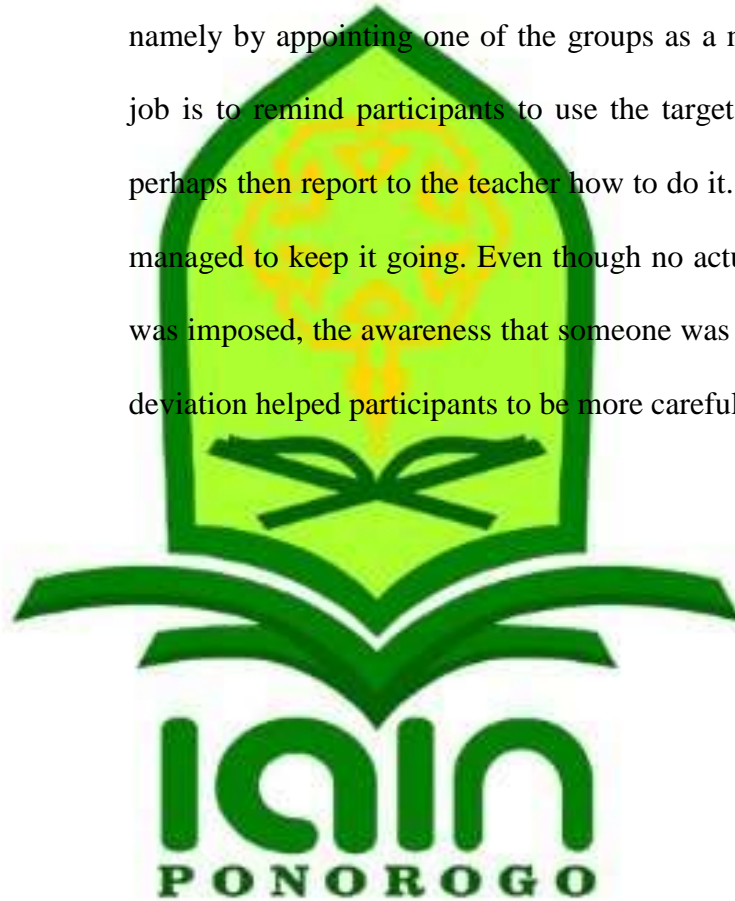 namely by appointing one of the groups as a
job is to remind participants to use the target
perhaps then report to the teacher how to do it.
managed to keep it going. Even though no
was imposed, the awareness that someone was
deviation helped participants to be more careful
IAIN
PONOROGO